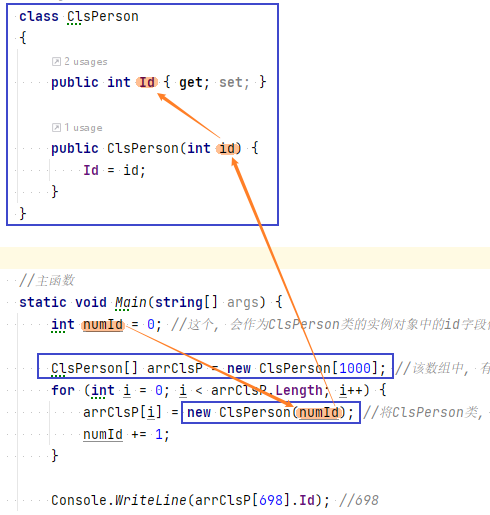 class ClsPerson
{
2 usages
public int Id { get; set; }
1 usage
public ClsPerson(int id) {
Id = id;
}
}
//主函数
static void Main(string[] args) {
int numId = 0; //这个, 会作为ClsPerson类的实例对象中的id字段
ClsPerson[] arrClsP = new ClsPerson[1000]; //该数组中, 有
for (int i = 0; i < arrClsP.Length; i++) {
arrClsP[i] = new ClsPerson(numId); //将ClsPerson类,
numId += 1;
}
Console.WriteLine(arrClsP[698].Id); //698